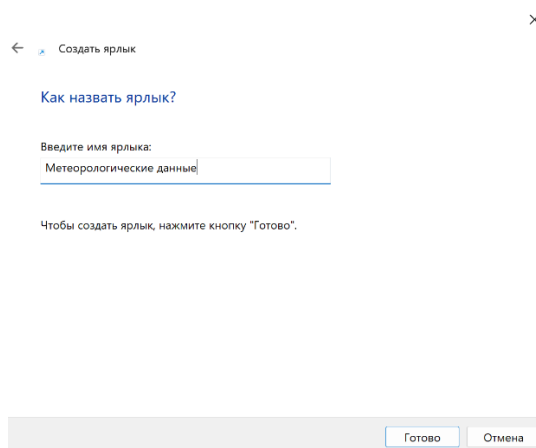 Создать ярлык
Как назвать ярлык?
Введите имя ярлыка:
Метеорологические данные
Чтобы создать ярлык, нажмите кнопку "Готово".
Готово
Отмена